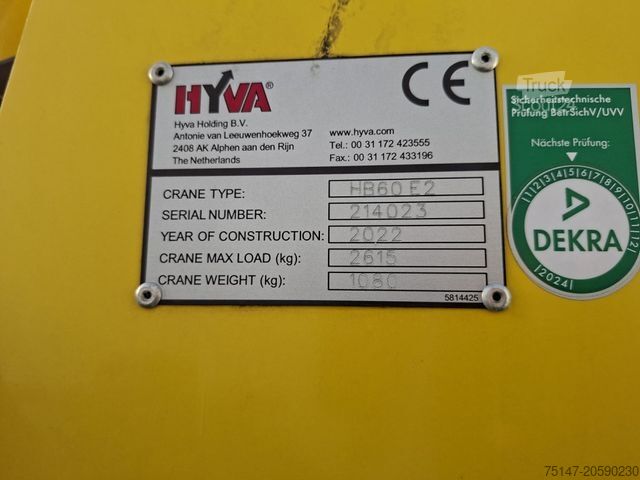 HYVA®
CE
Hyva Holding B.V.
Antonie van Leeuwenhoekweg 37
2408 AK Alphen aan den Rijn
The Netherlands
www.hyva.com
Tel.: 00 31 172 423555
Fax.: 00 31 172 433196
CRANE TYPE: HB60 E2
SERIAL NUMBER: 214023
YEAR OF CONSTRUCTION: 2022
CRANE MAX LOAD (kg): 2615
CRANE WEIGHT (kg): 1080
5814425
Truck
Scout24
Sicherheitstechnische
Prüfung BetrSichV/UVV
Nächste Prüfung:
1 2 3 4 5 6 7 8 9 10 11 12
DEKRA
2024
75147-20590230